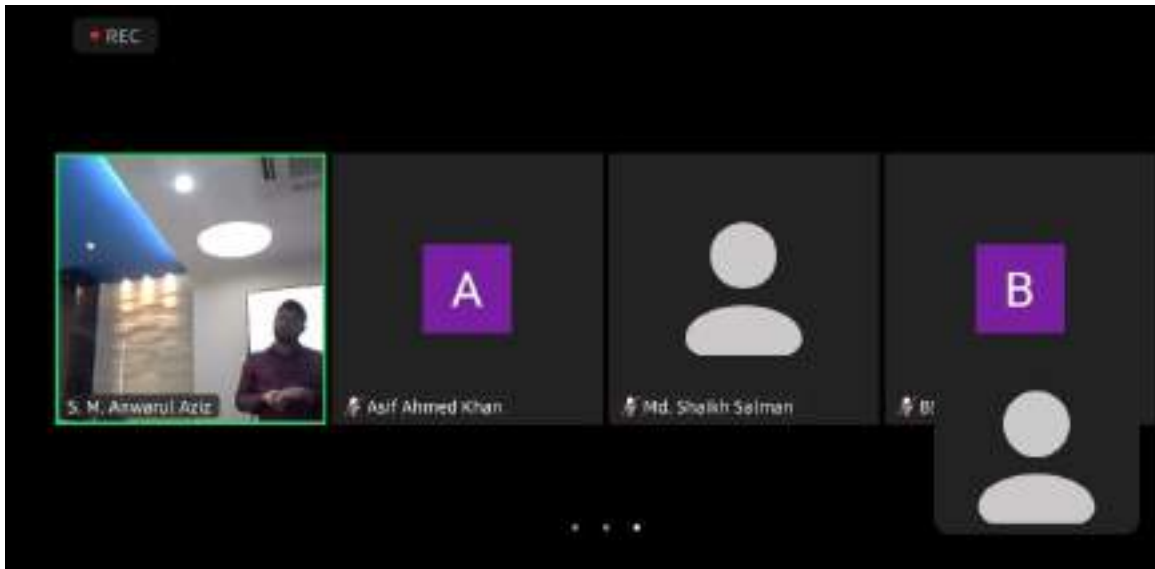 REC
A
B
S. M. Anwarul Aziz
Asif Ahmed Khan
Md. Shaikh Salman